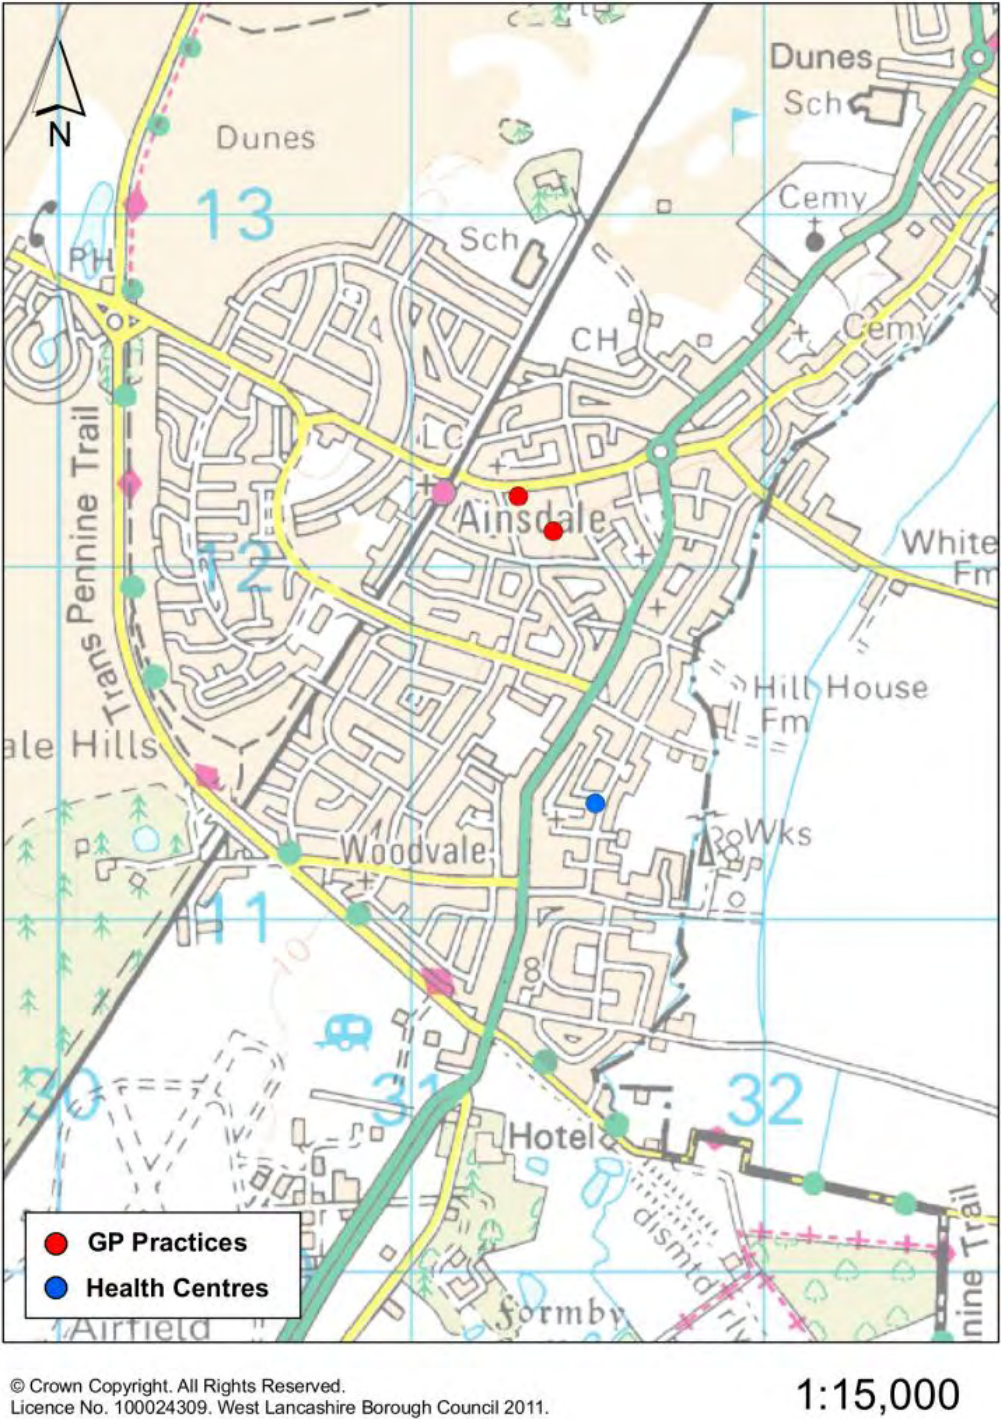 Dunes
Sch
N
Dunes
13
Cemy
PH
Sch
CH
Cemy
LC
Trans Pennine Trail
Ainsdale
White
Fm
12
Hill House
Fm
ale Hills
Wks
Woodvale
11
10
30
31
32
Hotel
dismtd rly
nine Trail
GP Practices
Health Centres
Formby
Airfield
© Crown Copyright. All Rights Reserved.
Licence No. 100024309. West Lancashire Borough Council 2011.
1:15,000